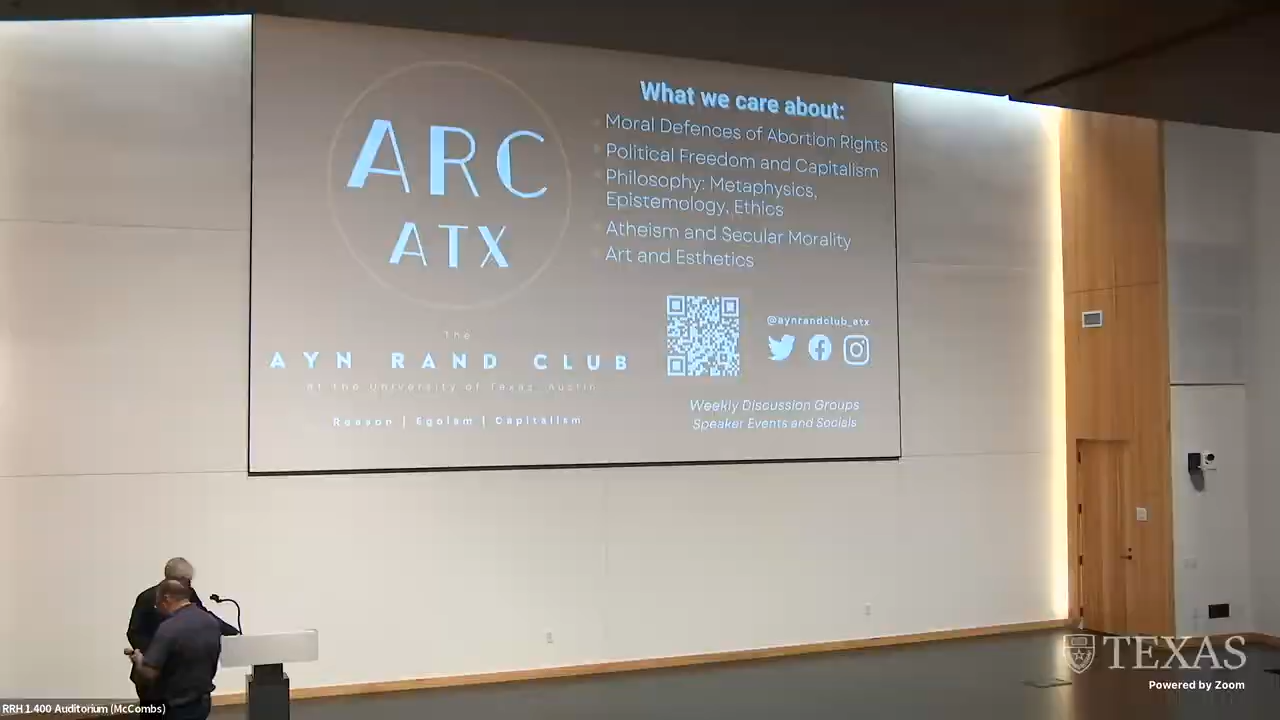 ARC
ATX
The
AYN RAND CLUB
at the University of Texas, Austin
Reason | Egoism | Capitalism
What we care about:
Moral Defences of Abortion Rights
Political Freedom and Capitalism
Philosophy: Metaphysics,
Epistemology, Ethics
Atheism and Secular Morality
Art and Esthetics
@aynrandclub_atx
Weekly Discussion Groups
Speaker Events and Socials
TEXAS
Powered by Zoom
RRH 1.400 Auditorium (McCombs)